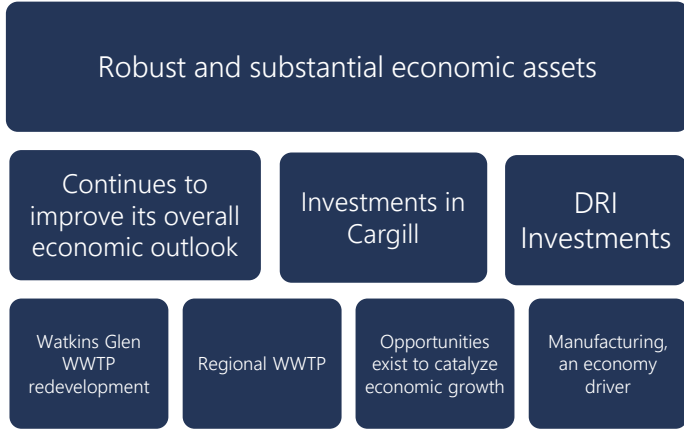 Robust and substantial economic assets
Continues to
improve its overall
economic outlook
Investments in
Cargill
DRI
Investments
Watkins Glen
WWTP
redevelopment
Regional WWTP
Opportunities
exist to catalyze
economic growth
Manufacturing,
an economy
driver